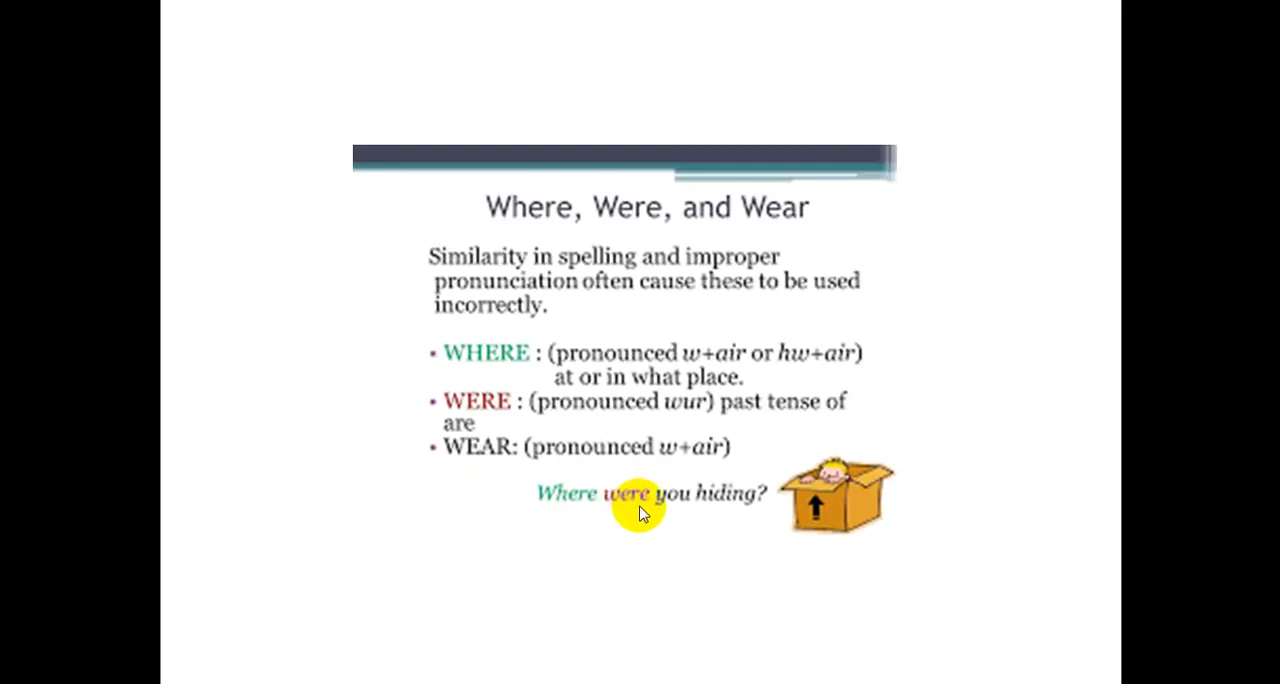 Where, Were, and Wear
Similarity in spelling and improper
pronunciation often cause these to be used
incorrectly.
• WHERE : (pronounced w+air or hw+air)
at or in what place.
• WERE : (pronounced wur) past tense of
are
• WEAR: (pronounced w+air)
Where were you hiding?